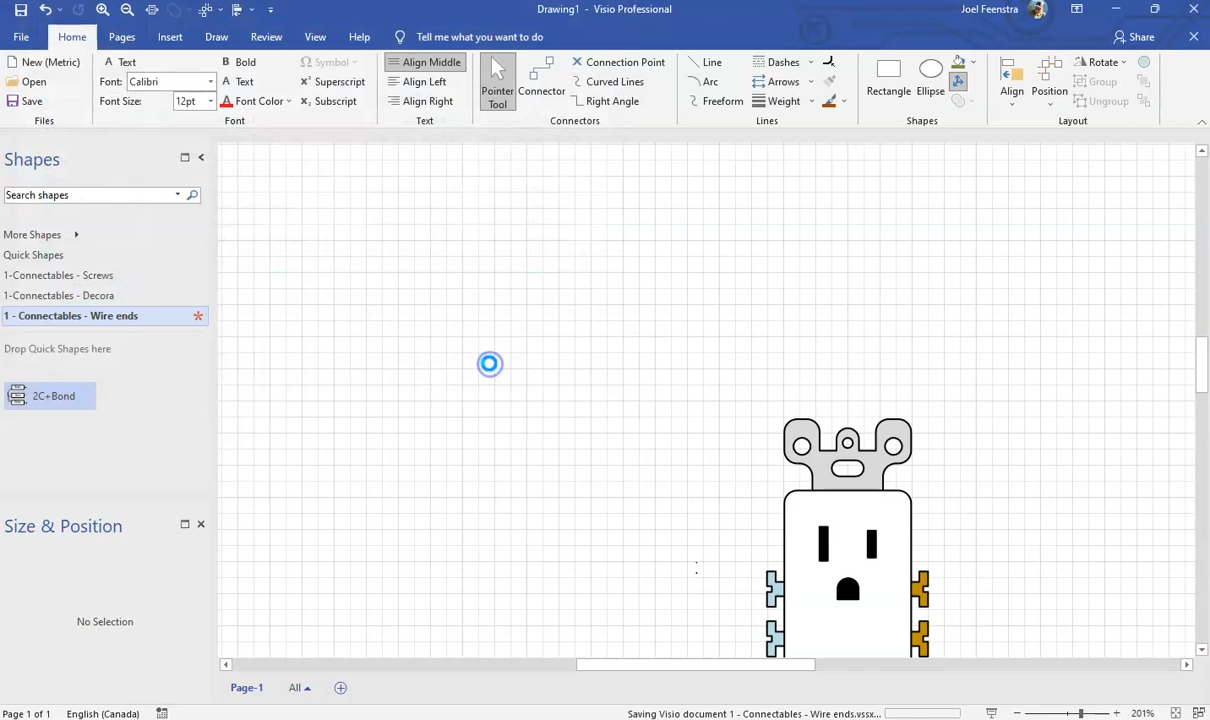 Drawing1 - Visio Professional
Joel Feenstra
File
Home
Pages
Insert
Draw
Review
View
Help
Tell me what you want to do
Share
New (Metric)
Open
Save
Files
Text
Bold
Symbol
Font: Calibri
Text
Superscript
Font Size: 12pt
Font Color
Subscript
Font
Align Middle
Align Left
Align Right
Text
Pointer
Tool
Connector
Connection Point
Curved Lines
Right Angle
Connectors
Line
Arc
Freeform
Dashes
Arrows
Weight
Lines
Rectangle
Ellipse
Shapes
Align
Position
Rotate
Group
Ungroup
Layout
Shapes
Search shapes
More Shapes
Quick Shapes
1-Connectables - Screws
1-Connectables - Decora
1 - Connectables - Wire ends
Drop Quick Shapes here
2C+Bond
Size & Position
No Selection
Page-1
All
Page 1 of 1
English (Canada)
Saving Visio document 1 - Connectables - Wire ends.vssx...
201%